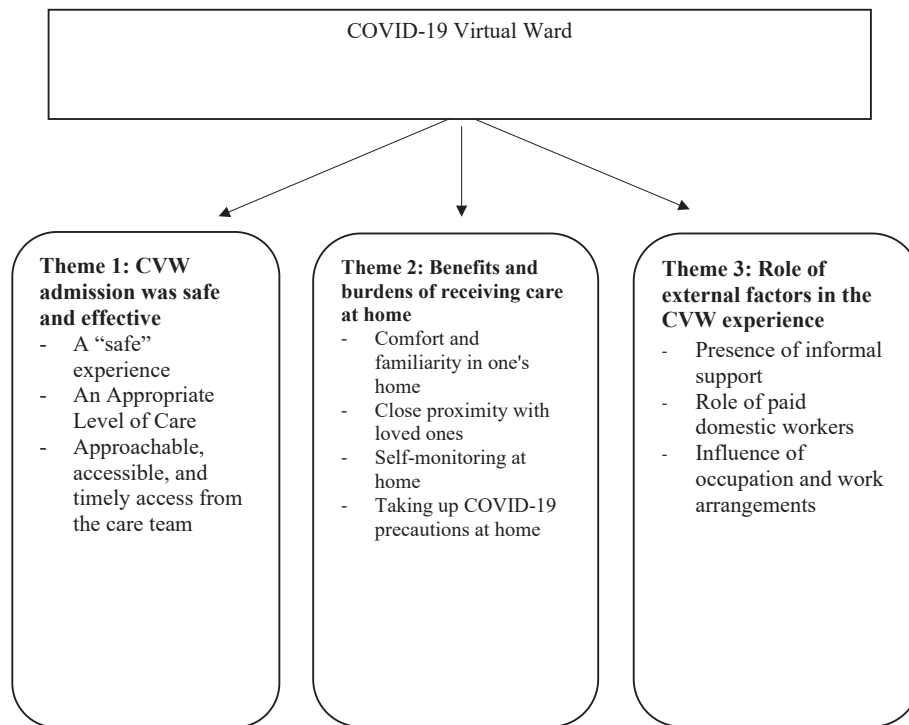 COVID-19 Virtual Ward
Theme 1: CVW
admission was safe
and effective
- A “safe”
experience
- An Appropriate
Level of Care
- Approachable,
accessible, and
timely access from
the care team
Theme 2: Benefits and
burdens of receiving care
at home
- Comfort and
familiarity in one's
home
- Close proximity with
loved ones
- Self-monitoring at
home
- Taking up COVID-19
precautions at home
Theme 3: Role of
external factors in the
CVW experience
- Presence of informal
support
- Role of paid
domestic workers
- Influence of
occupation and work
arrangements